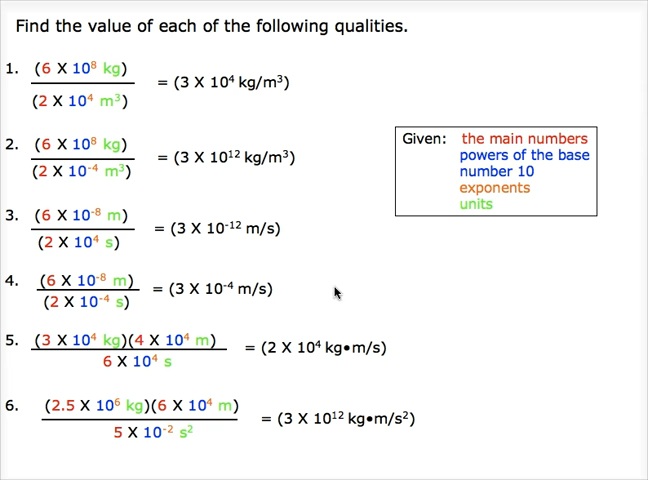 Find the value of each of the following qualities.
1. (6 X 10⁸ kg)
(2 X 10⁴ m³)
= (3 X 10⁴ kg/m³)
2. (6 X 10⁸ kg)
(2 X 10⁻⁴ m³)
= (3 X 10¹² kg/m³)
Given: the main numbers
powers of the base
number 10
exponents
units
3. (6 X 10⁻⁸ m)
(2 X 10⁴ s)
= (3 X 10⁻¹² m/s)
4. (6 X 10⁻⁸ m)
(2 X 10⁻⁴ s)
= (3 X 10⁻⁴ m/s)
5. (3 X 10⁴ kg)(4 X 10⁴ m)
6 X 10⁴ s
= (2 X 10⁴ kg•m/s)
6. (2.5 X 10⁶ kg)(6 X 10⁴ m)
5 X 10⁻² s²
= (3 X 10¹² kg•m/s²)